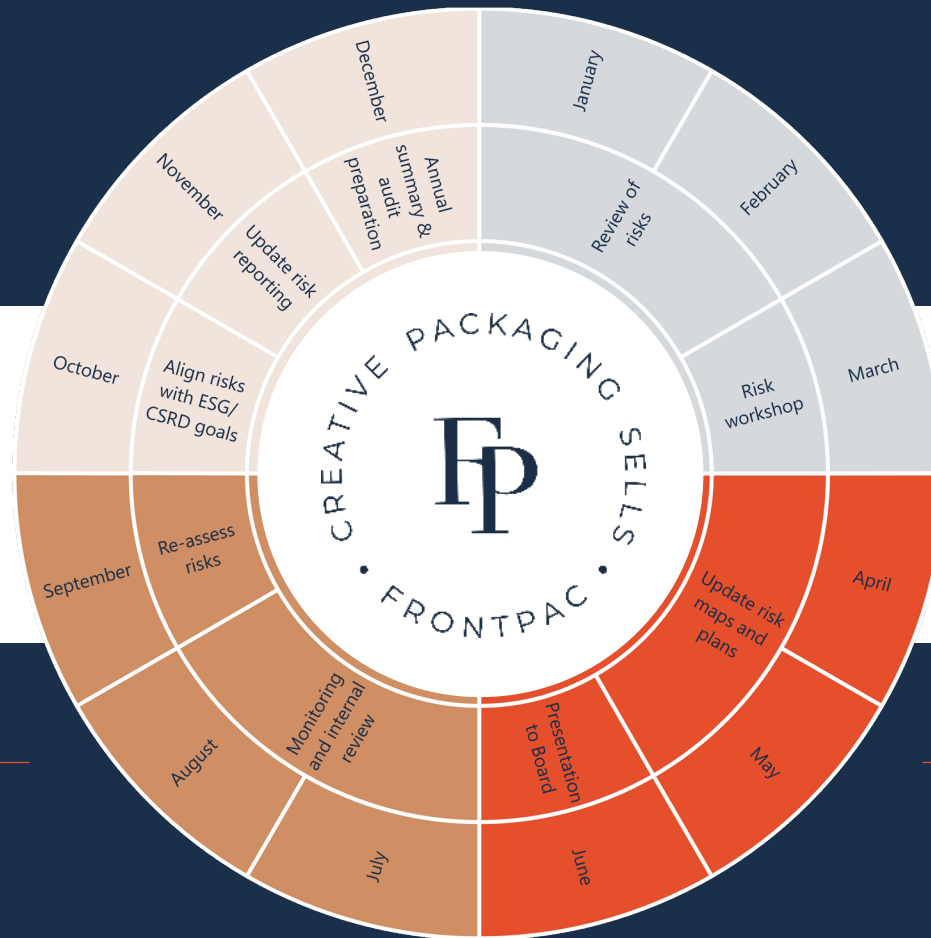 January
February
March
April
May
June
July
August
September
October
November
December
Review of
risks
Risk
workshop
Update risk
maps and
plans
Presentation
to Board
Monitoring
and internal
review
Re-assess
risks
Align risks
with ESG/
CSRD goals
Update risk
reporting
Annual
summary &
audit
preparation
CREATIVE PACKAGING SELLS
• FRONTPAC •
FP